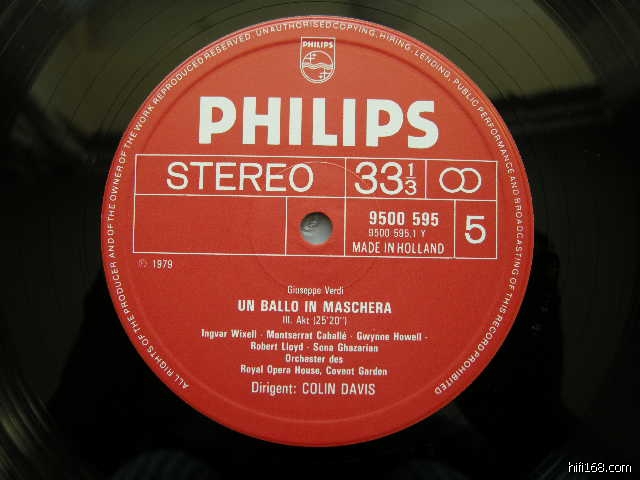 ALL RIGHTS OF THE PRODUCER AND OF THE OWNER OF THE WORK REPRODUCED RESERVED. UNAUTHORISED COPYING, HIRING, LENDING, PUBLIC PERFORMANCE AND BROADCASTING OF THIS RECORD PROHIBITED
PHILIPS
PHILIPS
STEREO 33 1/3
9500 595
9500 595.1 Y
MADE IN HOLLAND
5
℗ 1979
Giuseppe Verdi
UN BALLO IN MASCHERA
III. Akt (25'20")
Ingvar Wixell · Montserrat Caballé · Gwynne Howell ·
Robert Lloyd · Sona Ghazarian
Orchester des
Royal Opera House, Covent Garden
Dirigent: COLIN DAVIS
hifi168.com